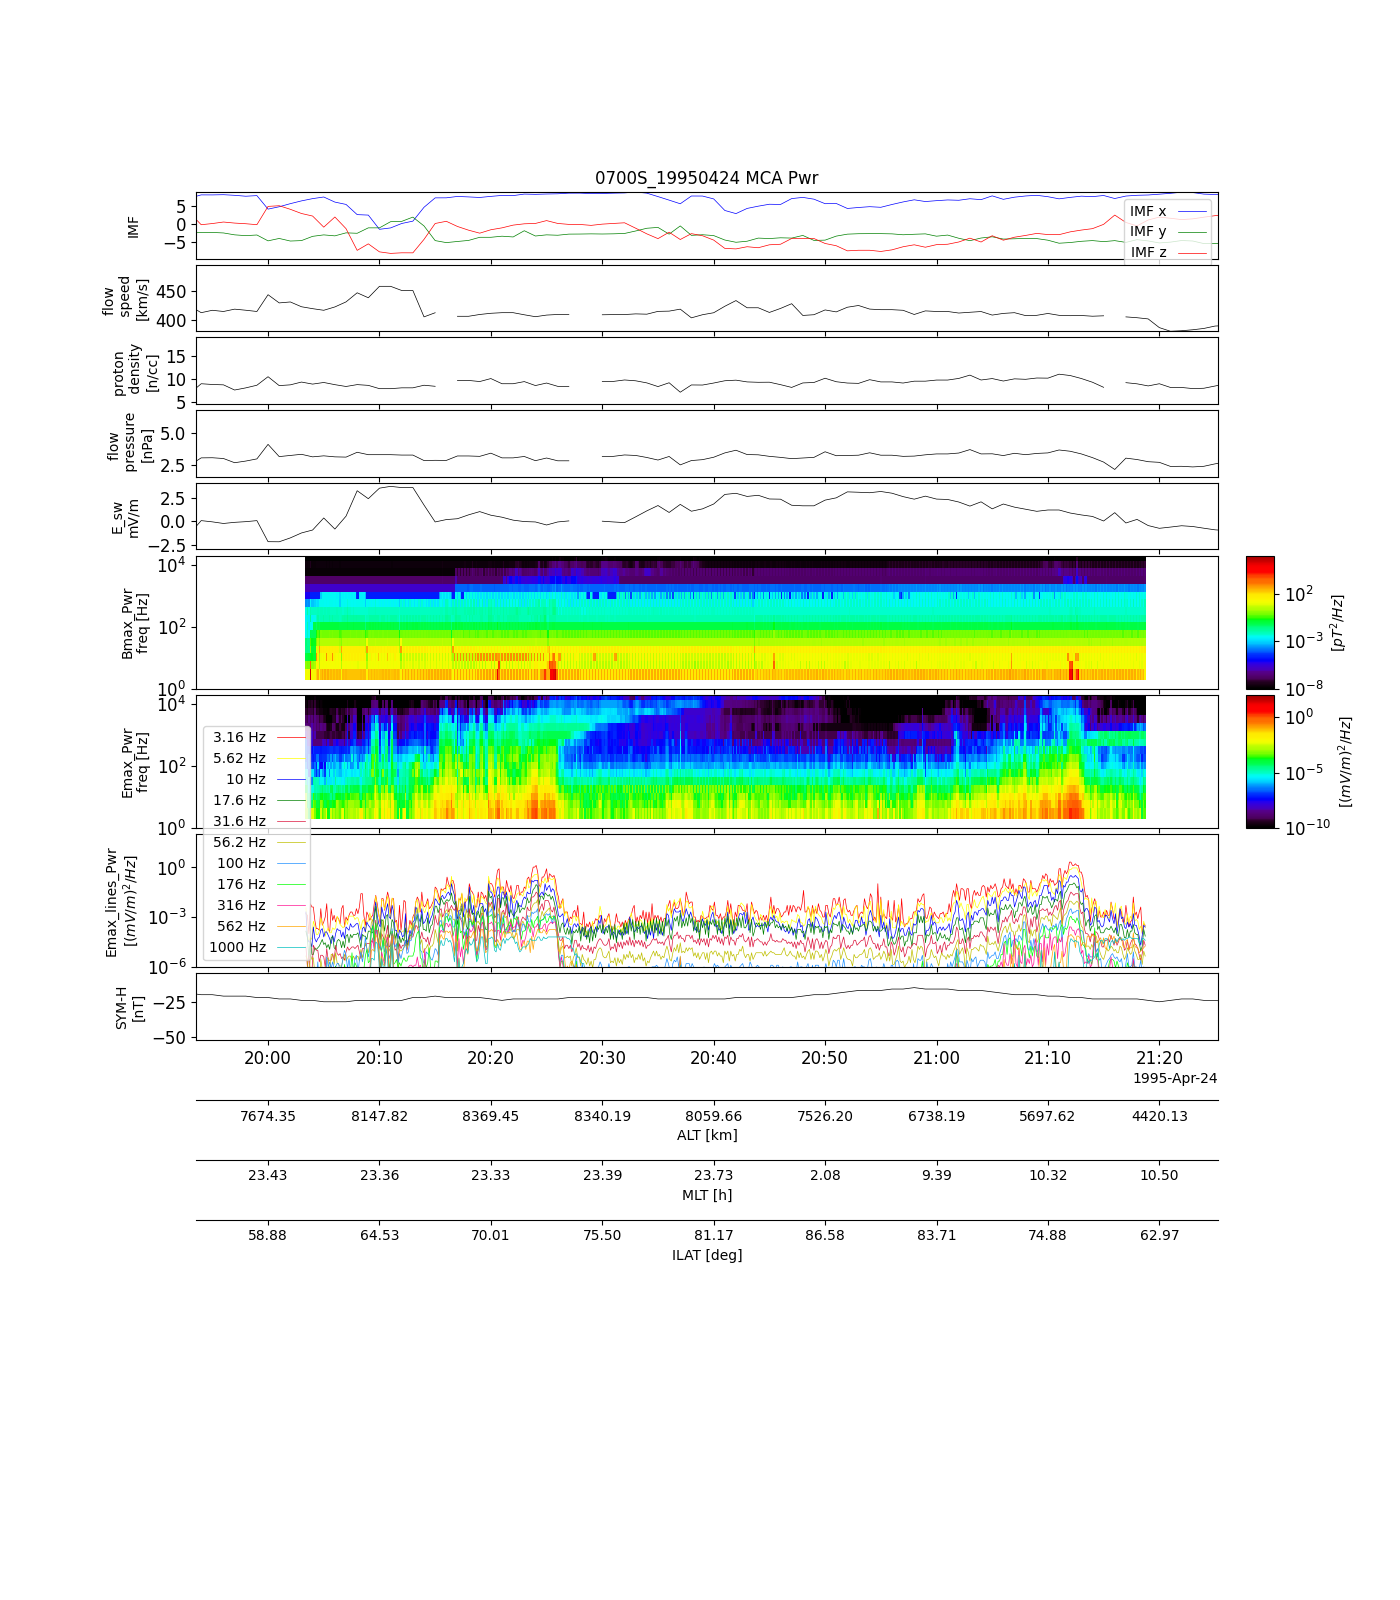 0700S_19950424 MCA Pwr
5
0
−5
IMF
IMF x
IMF y
IMF z
450
400
flow
speed
[km/s]
15
10
5
proton
density
[n/cc]
5.0
2.5
flow
pressure
[nPa]
2.5
0.0
−2.5
E_sw
mV/m
10^4
10^2
10^0
Bmax_Pwr
freq [Hz]
10^2
10^−3
10^−8
[pT^2/Hz]
10^4
10^2
10^0
Emax_Pwr
freq [Hz]
10^0
10^−5
10^−10
[(mV/m)^2/Hz]
3.16 Hz
5.62 Hz
10 Hz
17.6 Hz
31.6 Hz
56.2 Hz
100 Hz
176 Hz
316 Hz
562 Hz
1000 Hz
10^0
10^−3
10^−6
Emax_lines_Pwr
[(mV/m)^2/Hz]
−25
−50
SYM-H
[nT]
20:00 20:10 20:20 20:30 20:40 20:50 21:00 21:10 21:20
1995-Apr-24
7674.35 8147.82 8369.45 8340.19 8059.66 7526.20 6738.19 5697.62 4420.13
ALT [km]
23.43 23.36 23.33 23.39 23.73 2.08 9.39 10.32 10.50
MLT [h]
58.88 64.53 70.01 75.50 81.17 86.58 83.71 74.88 62.97
ILAT [deg]